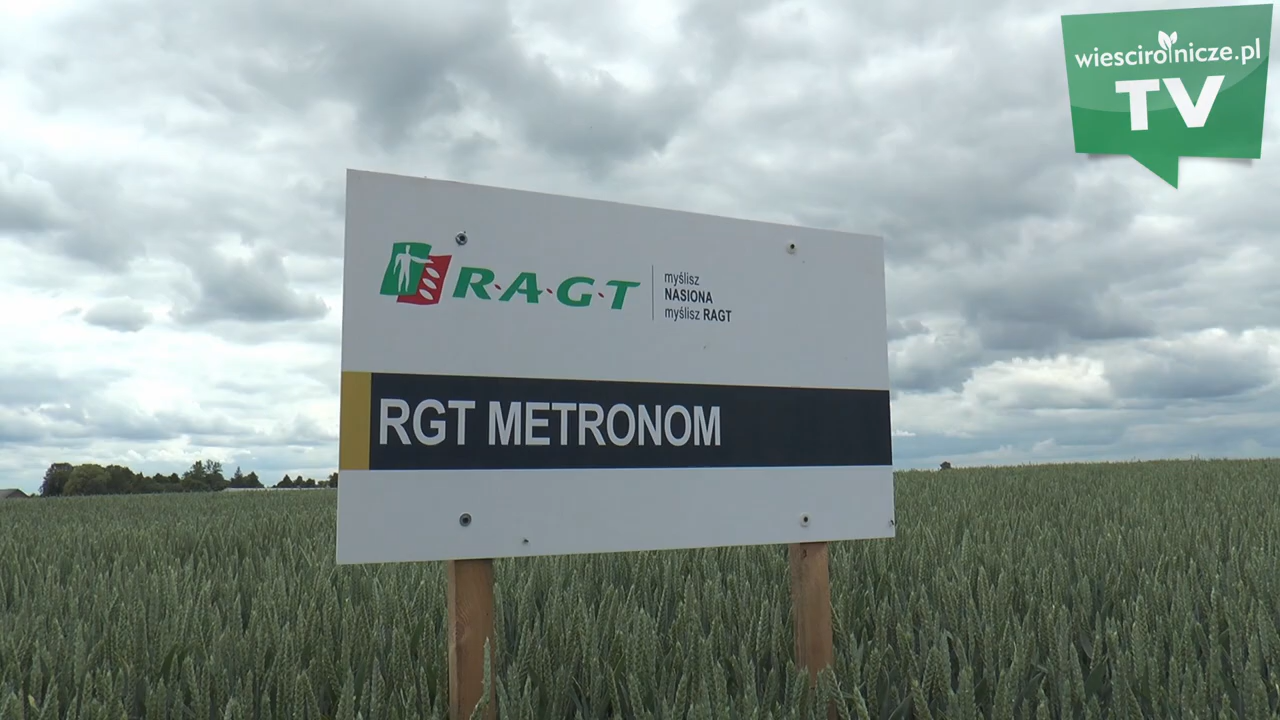 wiescirolnicze.pl
TV
R·A·G·T
myślisz
NASIONA
myślisz RAGT
RGT METRONOM